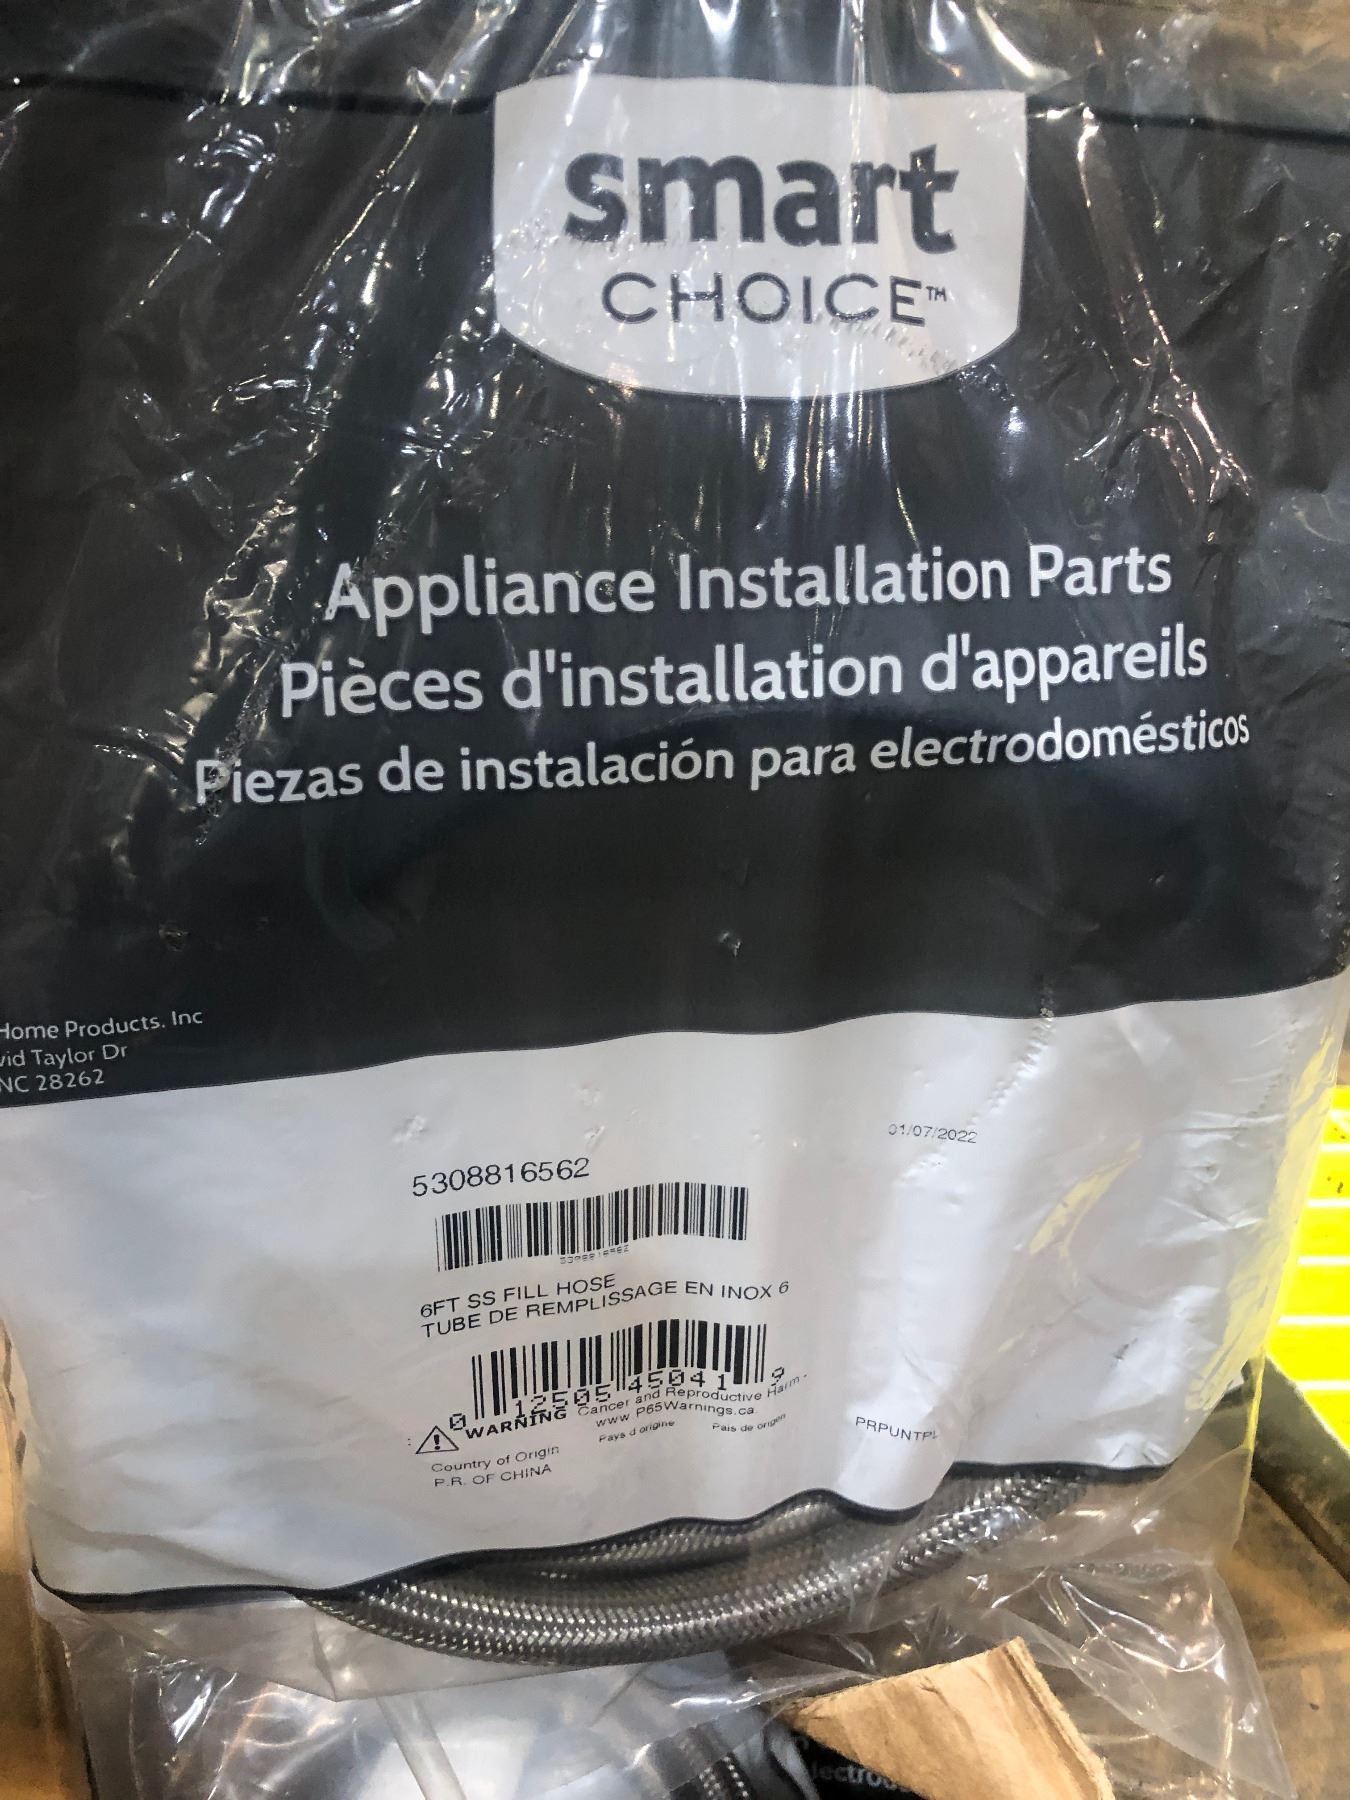 smart
CHOICE™
Appliance Installation Parts
Pièces d'installation d'appareils
Piezas de instalación para electrodomésticos
Home Products. Inc
vid Taylor Dr
NC 28262
01/07/2022
5308816562
5308816562
6FT SS FILL HOSE
TUBE DE REMPLISSAGE EN INOX 6
0 12505 45041 9
WARNING Cancer and Reproductive Harm -
www P65Warnings.ca.
Country of Origin Pays d origine Pais de origen
P.R. OF CHINA
PRPUNTPL